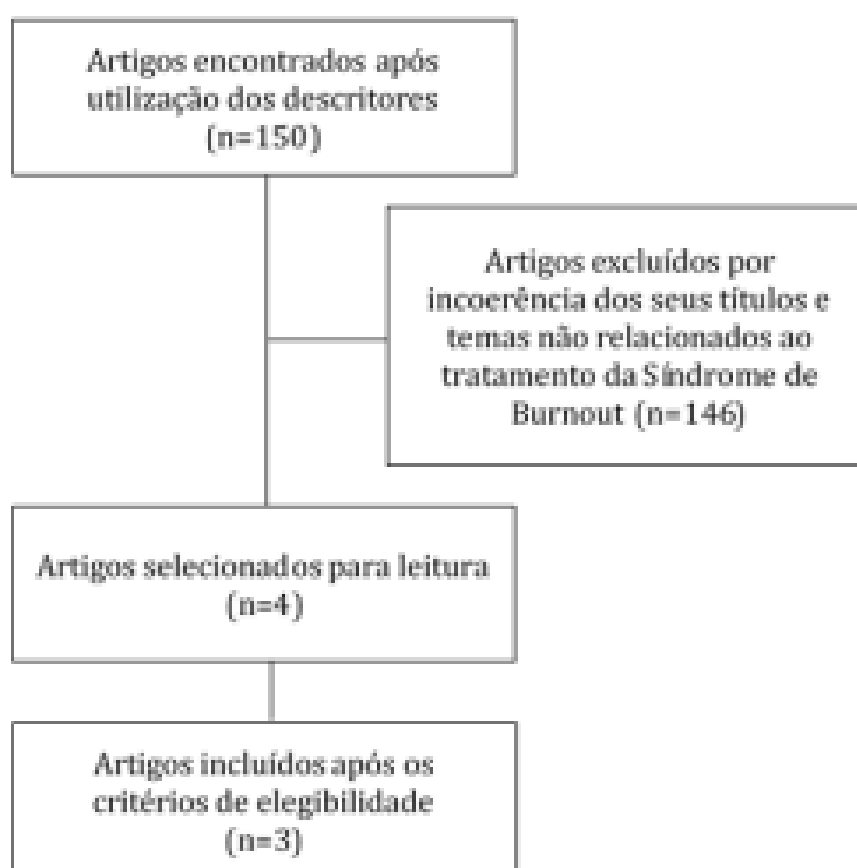 Artigos encontrados após
utilização dos descritores
(n=150)
Artigos excluídos por
incoerência dos seus títulos e
temas não relacionados ao
tratamento da Síndrome de
Burnout (n=146)
Artigos selecionados para leitura
(n=4)
Artigos incluídos após os
critérios de elegibilidade
(n=3)